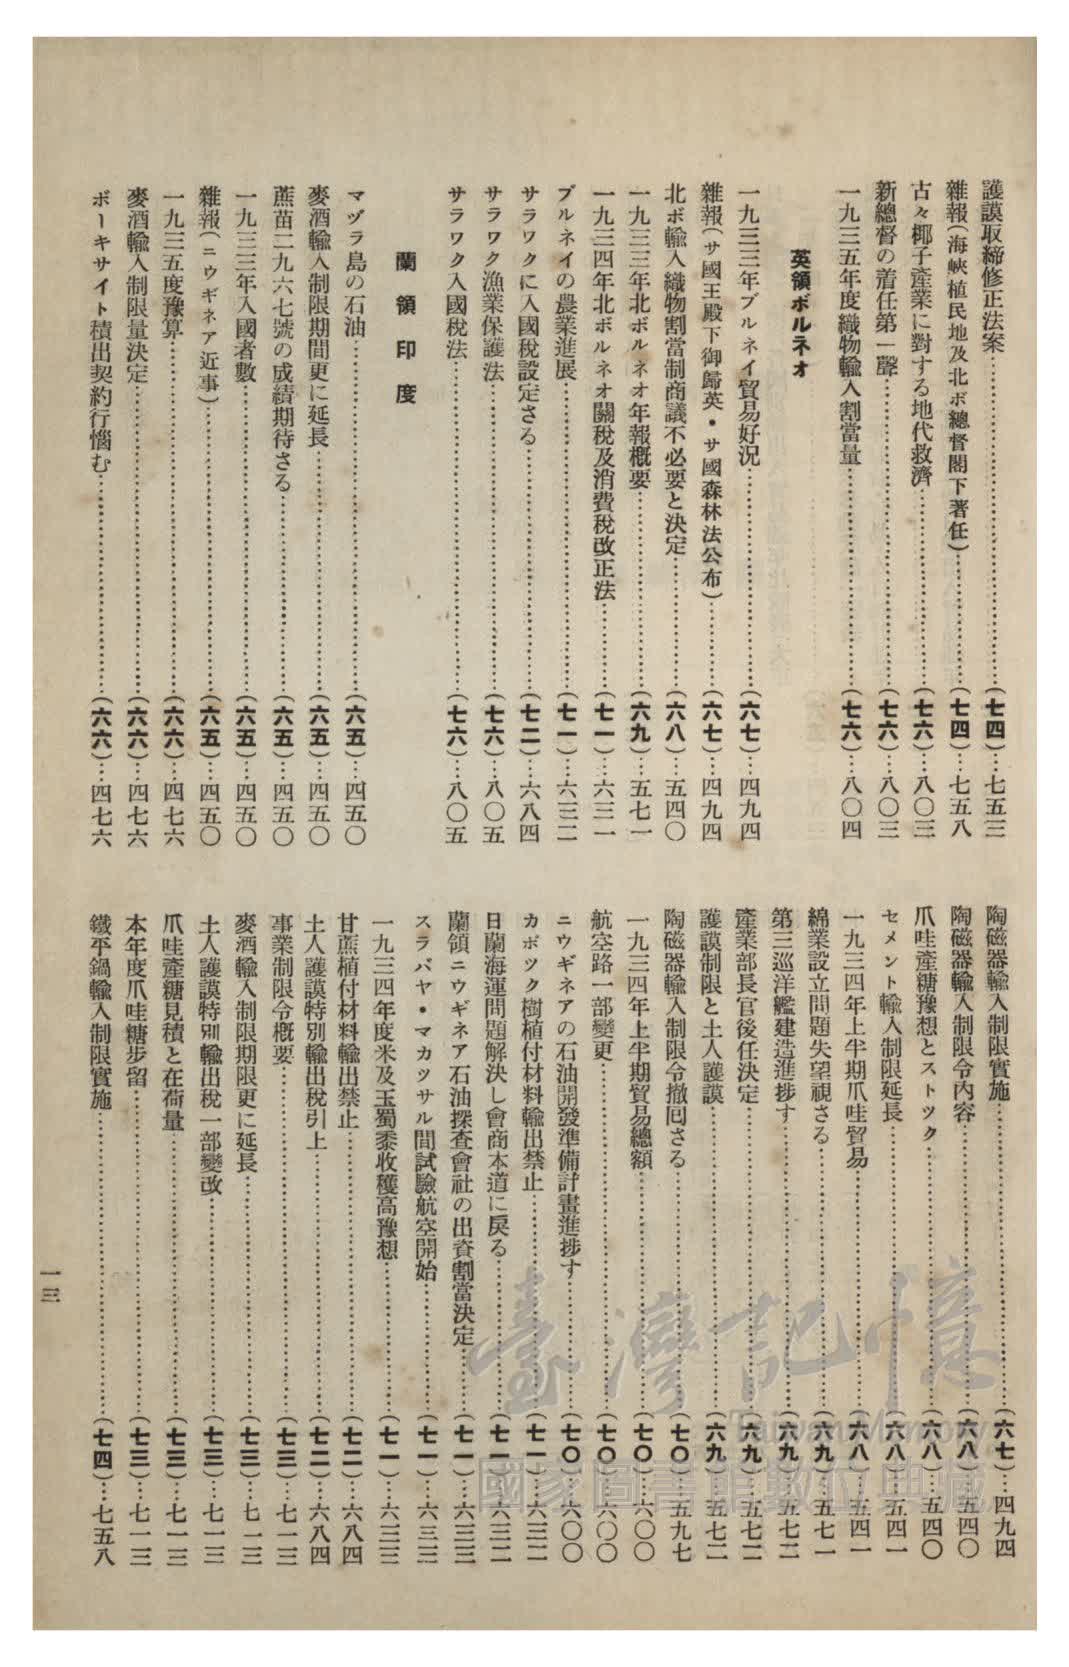 護謨取締修正法案…(七四)…七五三
雜報(海峽植民地及北ボ總督閣下著任)…(七四)…七五八
古々椰子產業に對する地代救濟…(七六)…八〇三
新總督の着任第一聲…(七六)…八〇三
一九三五年度織物輸入割當量…(七六)…八〇四
英領ボルネオ
一九三三年ブルネイ貿易好況…(六七)…四九四
雜報(サ國王殿下御歸英・サ國森林法公布)…(六七)…四九四
北ボ輸入織物割當制商議不必要と決定…(六八)…五四〇
一九三三年北ボルネオ年報概要…(六九)…五七一
一九三四年北ボルネオ關稅及消費稅改正法…(七一)…六三一
ブルネイの農業進展…(七一)…六三二
サラワクに入國稅設定さる…(七二)…六八四
サラワク漁業保護法…(七六)…八〇五
サラワク入國稅法…(七六)…八〇五
蘭領印度
マヅラ島の石油…(六五)…四五〇
麥酒輸入制限期間更に延長…(六五)…四五〇
蔗苗二九六七號の成績期待さる…(六五)…四五〇
一九三三年入國者數…(六五)…四五〇
雜報(ニウギネア近事)…(六五)…四五〇
一九三五度豫算…(六六)…四七六
麥酒輸入制限量決定…(六六)…四七六
ボーキサイト積出契約行惱む…(六六)…四七六
陶磁器輸入制限實施…(六七)…四九四
陶磁器輸入制限令內容…(六八)…五四〇
爪哇產糖豫想とストツク…(六八)…五四〇
セメント輸入制限延長…(六八)…五四一
一九三四年上半期爪哇貿易…(六八)…五四一
綿業設立問題失望視さる…(六九)…五七一
第三巡洋艦建造進捗す…(六九)…五七二
產業部長官後任決定…(六九)…五七二
護謨制限と土人護謨…(六九)…五七二
陶磁器輸入制限令撤囘さる…(七〇)…五九七
一九三四年上半期貿易總額…(七〇)…六〇〇
航空路一部變更…(七〇)…六〇〇
ニウギネアの石油開發準備計畫進捗す…(七〇)…六〇〇
カボツク樹植付材料輸出禁止…(七一)…六三二
日蘭海運問題解決し會商本道に戾る…(七一)…六三二
蘭領ニウギネア石油探査會社の出資割當決定…(七一)…六三三
スラバヤ・マカツサル間試驗航空開始…(七一)…六三三
一九三四年度米及玉蜀黍收穫高豫想…(七一)…六三三
甘蔗植付材料輸出禁止…(七二)…六八四
土人護謨特別輸出稅引上…(七二)…六八四
事業制限令概要…(七三)…七一三
麥酒輸入制限期限更に延長…(七三)…七一三
土人護謨特別輸出稅一部變改…(七三)…七一三
爪哇產糖見積と在荷量…(七三)…七一三
本年度爪哇糖步留…(七三)…七一三
鐵平鍋輸入制限實施…(七四)…七五八
一三
臺灣記憶
Taiwan Memory
國家圖書館數位典藏